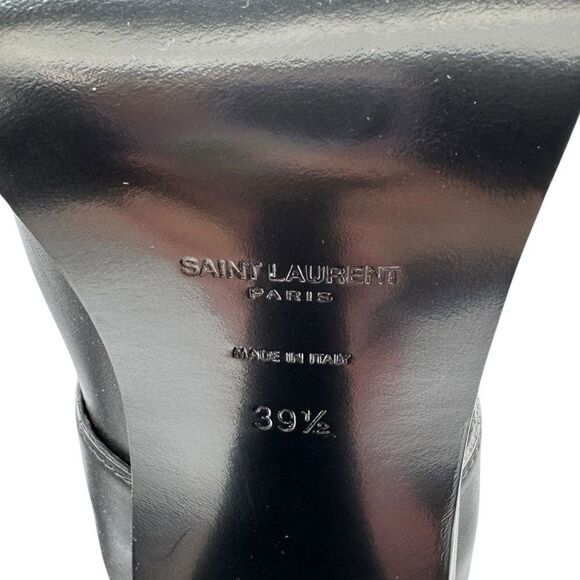 SAINT LAURENT
PARIS
MADE IN ITALY
39½